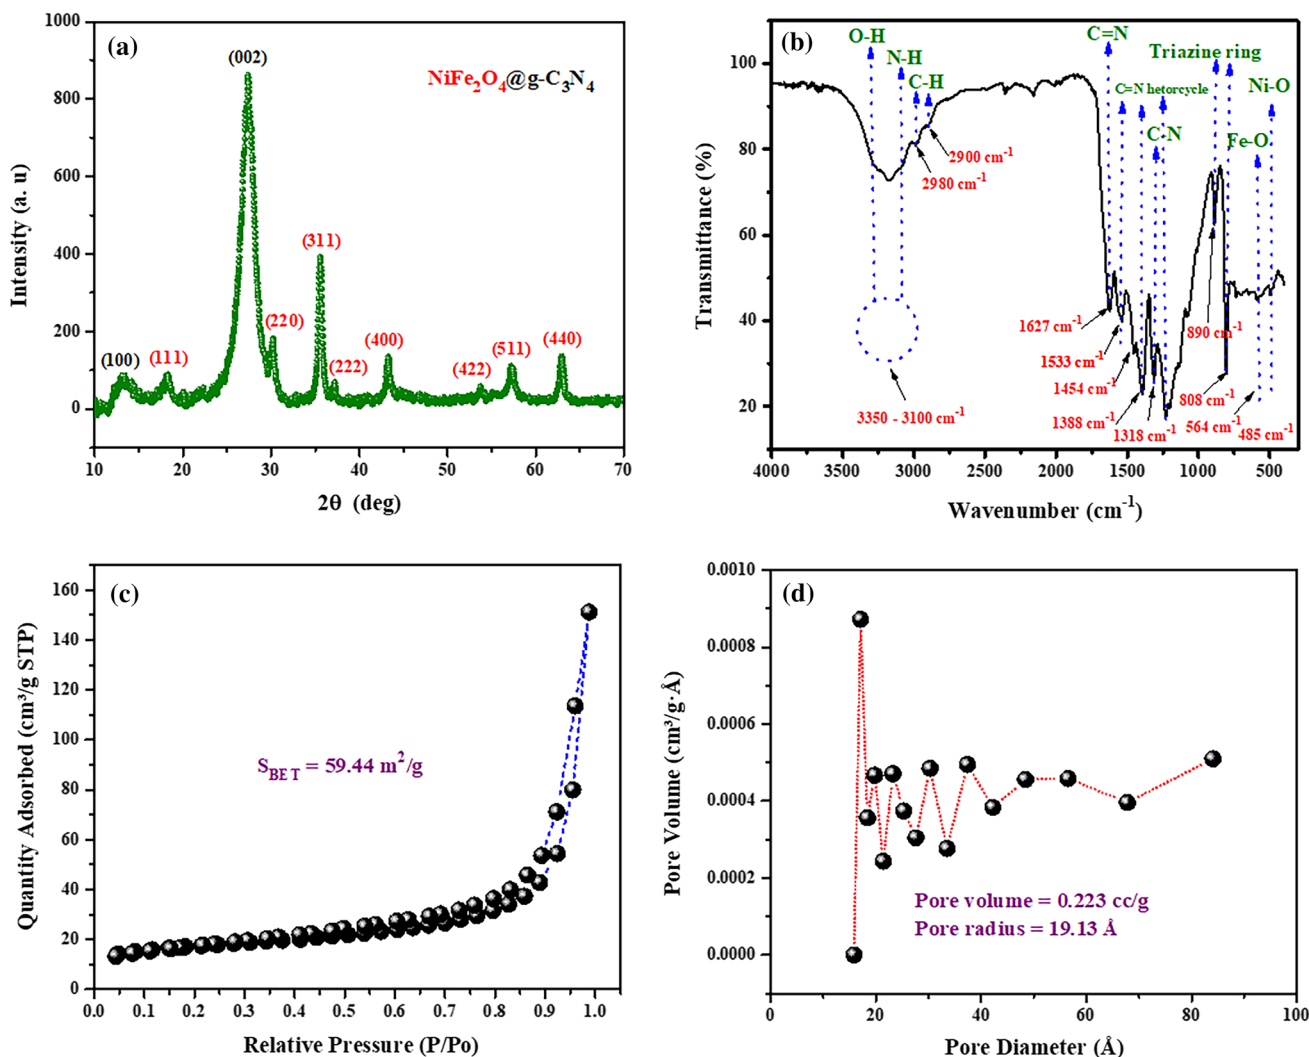 (a)
NiFe₂O₄@g-C₃N₄
(002)
(100)
(111)
(220)
(311)
(222)
(400)
(422)
(511)
(440)
1000
800
600
400
200
0
10 20 30 40 50 60 70
Intensity (a. u)
2θ (deg)
(b)
O-H
N-H
C-H
C=N
C=N hetorcycle
C-N
Triazine ring
Fe-O
Ni-O
2900 cm⁻¹
2980 cm⁻¹
3350 - 3100 cm⁻¹
1627 cm⁻¹
1533 cm⁻¹
1454 cm⁻¹
1388 cm⁻¹
1318 cm⁻¹
890 cm⁻¹
808 cm⁻¹
564 cm⁻¹
485 cm⁻¹
100
80
60
40
20
4000 3500 3000 2500 2000 1500 1000 500
Transmittance (%)
Wavenumber (cm⁻¹)
(c)
S_BET = 59.44 m²/g
160
140
120
100
80
60
40
20
0
0.0 0.1 0.2 0.3 0.4 0.5 0.6 0.7 0.8 0.9 1.0
Quantity Adsorbed (cm³/g STP)
Relative Pressure (P/Po)
(d)
Pore volume = 0.223 cc/g
Pore radius = 19.13 Å
0.0010
0.0008
0.0006
0.0004
0.0002
0.0000
0 20 40 60 80 100
Pore Volume (cm³/g·Å)
Pore Diameter (Å)